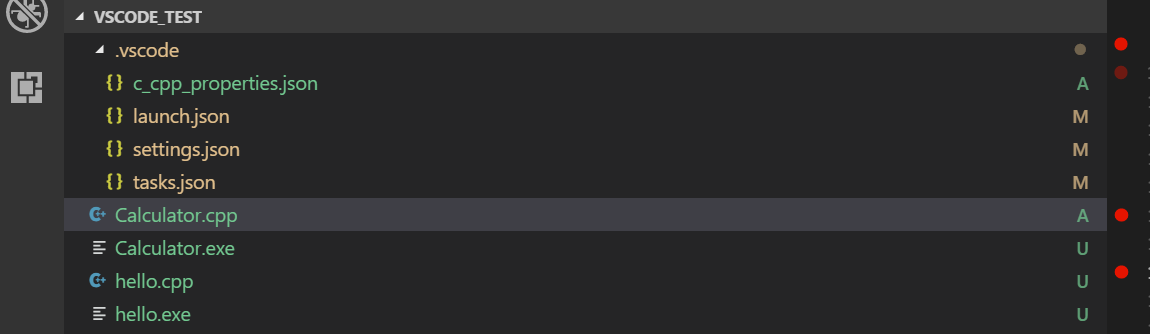 VSCODE_TEST
.vscode
{} c_cpp_properties.json A
{} launch.json M
{} settings.json M
{} tasks.json M
C++ Calculator.cpp A
Calculator.exe U
C++ hello.cpp U
hello.exe U